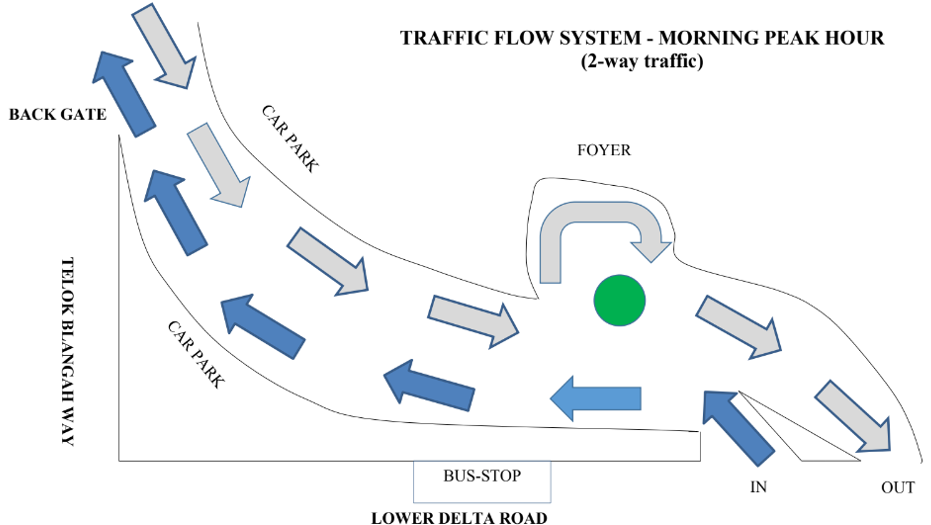 TRAFFIC FLOW SYSTEM - MORNING PEAK HOUR
(2-way traffic)
BACK GATE
CAR PARK
FOYER
TELOK BLANGAH WAY
CAR PARK
BUS-STOP
IN
OUT
LOWER DELTA ROAD